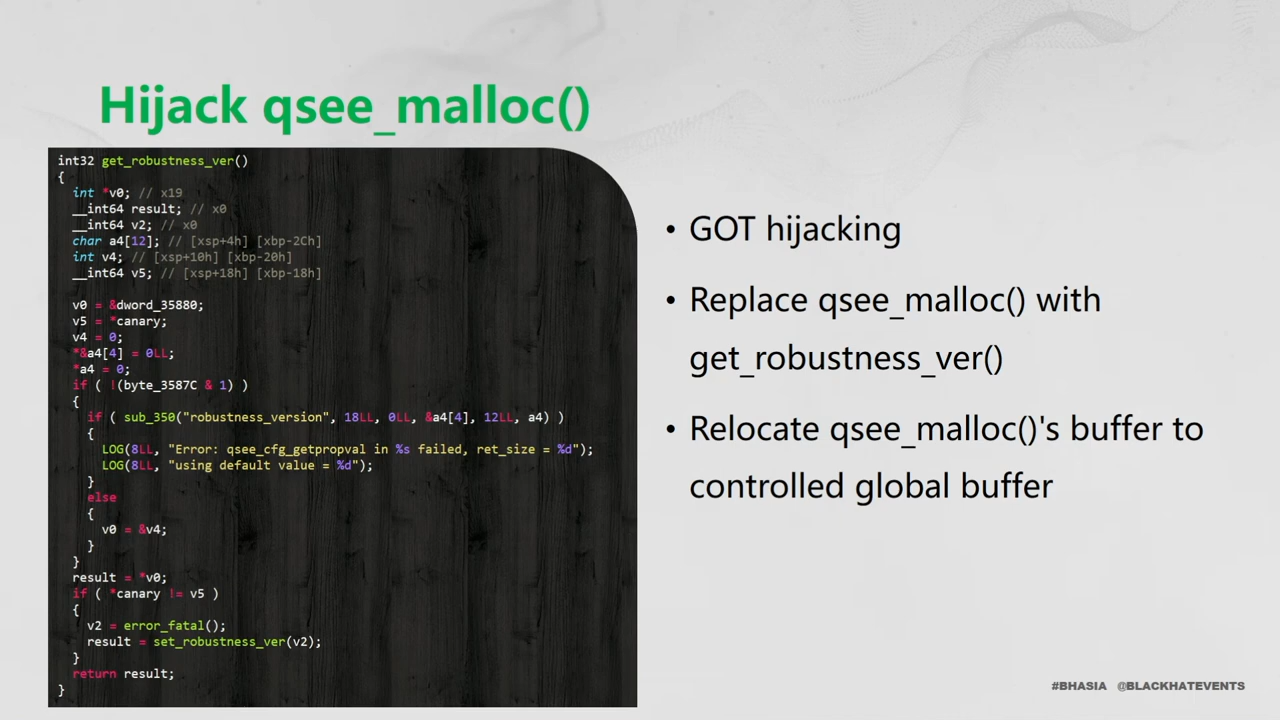 Hijack qsee_malloc()
int32 get_robustness_ver()
{
  int *v0; // x19
  __int64 result; // x0
  __int64 v2; // x0
  char a4[12]; // [xsp+4h] [xbp-2Ch]
  int v4; // [xsp+10h] [xbp-20h]
  __int64 v5; // [xsp+18h] [xbp-18h]
  v0 = &dword_35880;
  v5 = *canary;
  v4 = 0;
  *&a4[4] = 0LL;
  *a4 = 0;
  if ( !(byte_3587C & 1) )
  {
    if ( sub_350("robustness_version", 18LL, 0LL, &a4[4], 12LL, a4) )
    {
      LOG(8LL, "Error: qsee_cfg_getpropval in %s failed, ret_size = %d");
      LOG(8LL, "using default value = %d");
    }
    else
    {
      v0 = &v4;
    }
  }
  result = *v0;
  if ( *canary != v5 )
  {
    v2 = error_fatal();
    result = set_robustness_ver(v2);
  }
  return result;
}
• GOT hijacking
• Replace qsee_malloc() with
get_robustness_ver()
• Relocate qsee_malloc()'s buffer to
controlled global buffer
#BHASIA @BLACKHATEVENTS